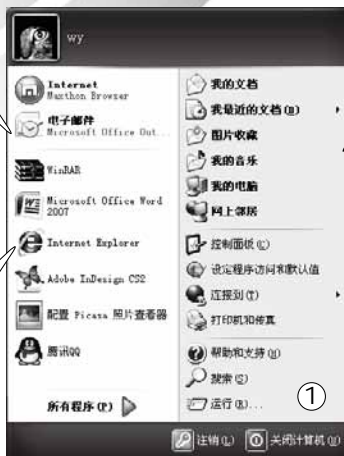 wy
Internet
Maxthon Browser
电子邮件
Microsoft Office Out...
WinRAR
Microsoft Office Word
2007
Internet Explorer
Adobe InDesign CS2
配置 Picasa 照片查看器
腾讯QQ
所有程序(P)
我的文档
我最近的文档(D)
图片收藏
我的音乐
我的电脑
网上邻居
控制面板(C)
设定程序访问和默认值
连接到(T)
打印机和传真
帮助和支持(H)
搜索(S)
运行(R)...
①
注销(L)
关闭计算机(U)